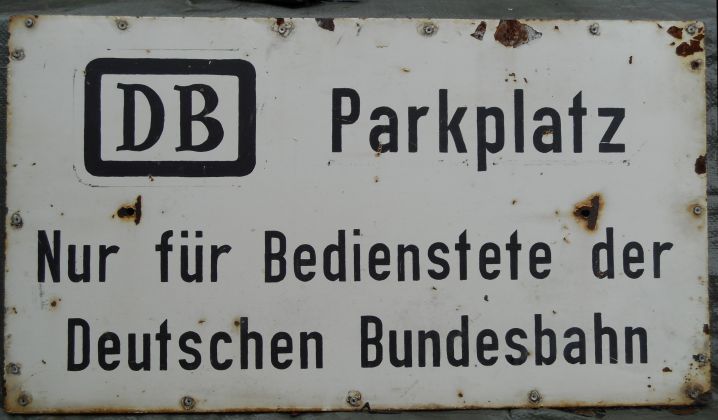 DB Parkplatz
Nur für Bedienstete der
Deutschen Bundesbahn